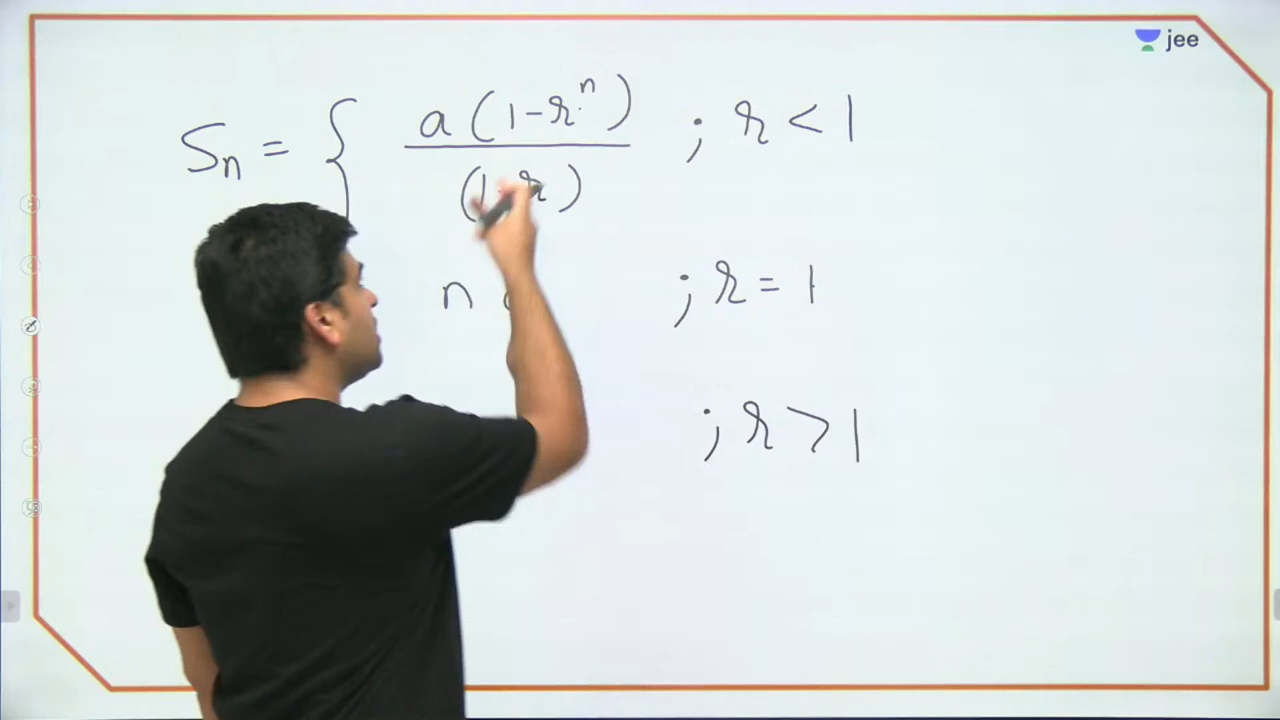 jee
Sn = { a(1-r^n) / (1-r) ; r < 1
n ; r = 1
; r > 1